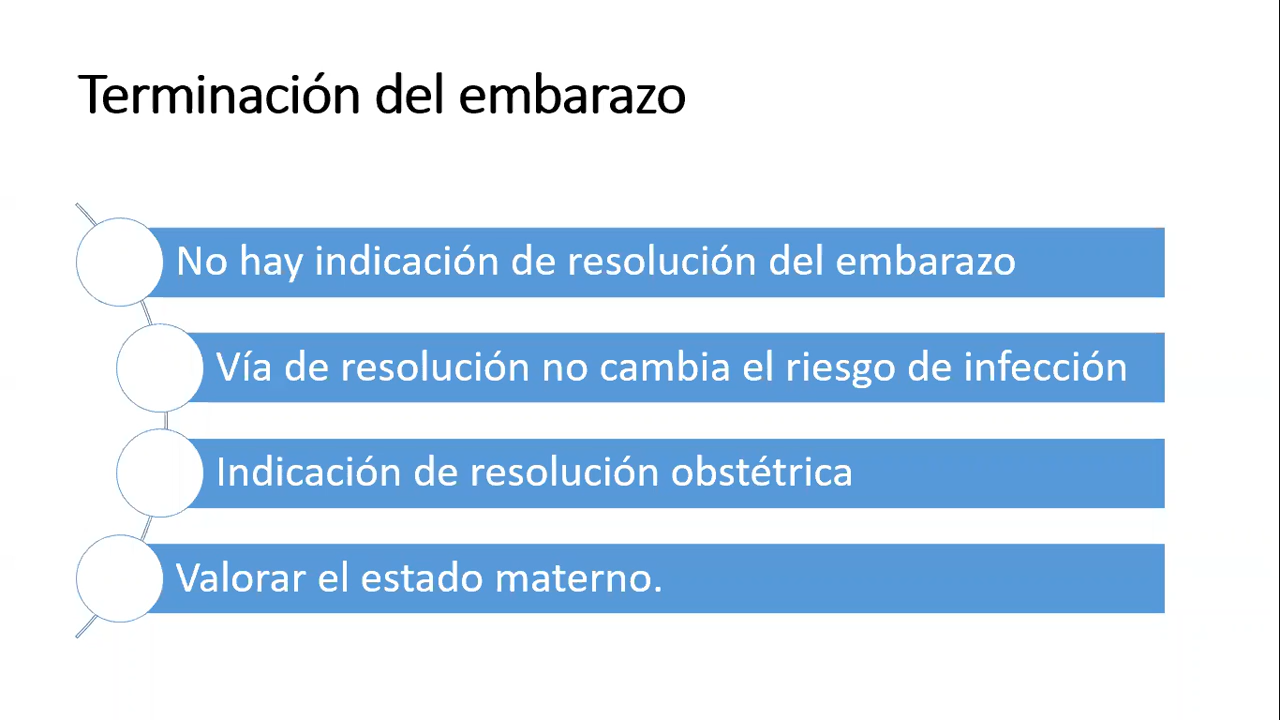 Terminación del embarazo
No hay indicación de resolución del embarazo
Vía de resolución no cambia el riesgo de infección
Indicación de resolución obstétrica
Valorar el estado materno.